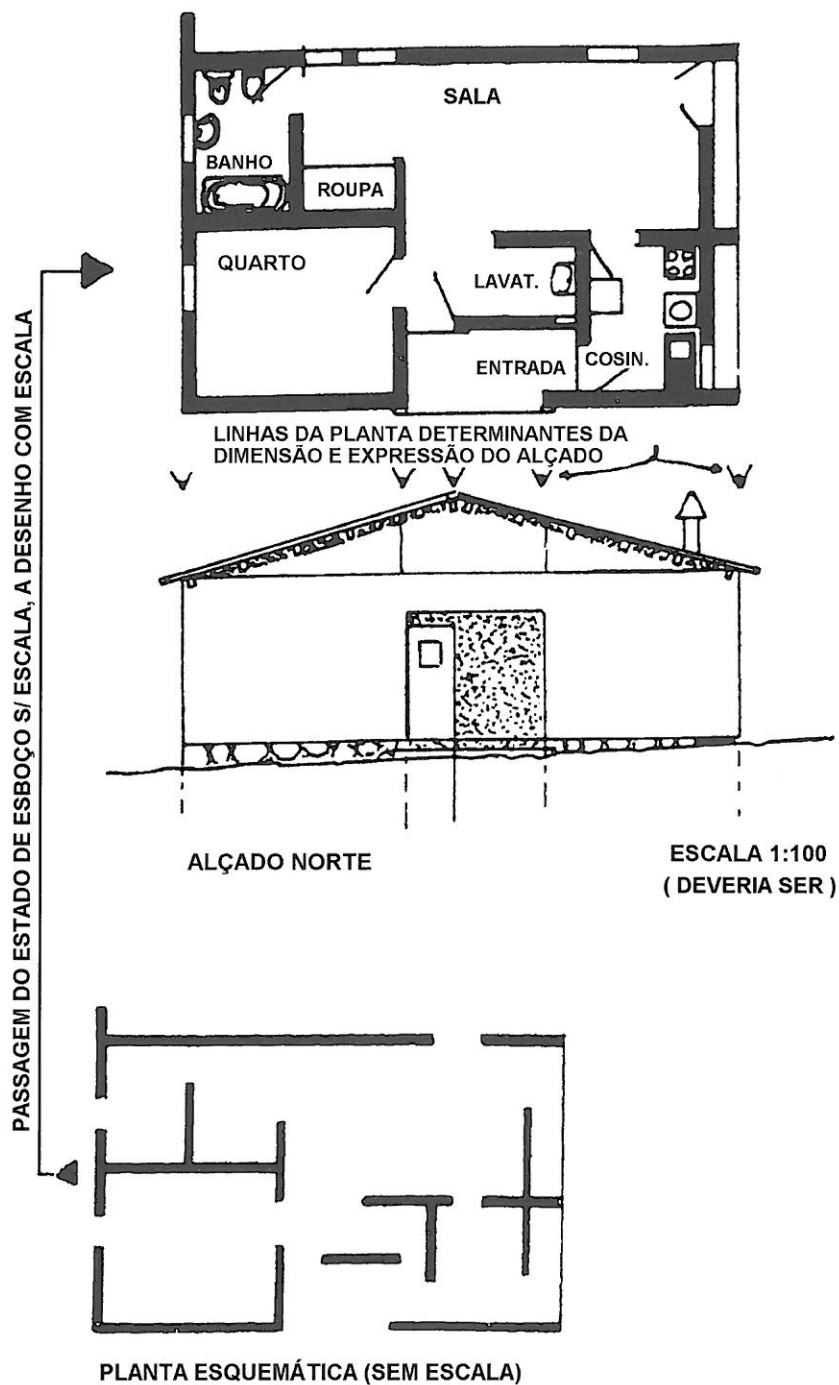 SALA
BANHO
ROUPA
QUARTO
LAVAT.
ENTRADA
COSIN.
LINHAS DA PLANTA DETERMINANTES DA
DIMENSÃO E EXPRESSÃO DO ALÇADO
PASSAGEM DO ESTADO DE ESBOÇO S/ ESCALA, A DESENHO COM ESCALA
ALÇADO NORTE
ESCALA 1:100
( DEVERIA SER )
PLANTA ESQUEMÁTICA (SEM ESCALA)